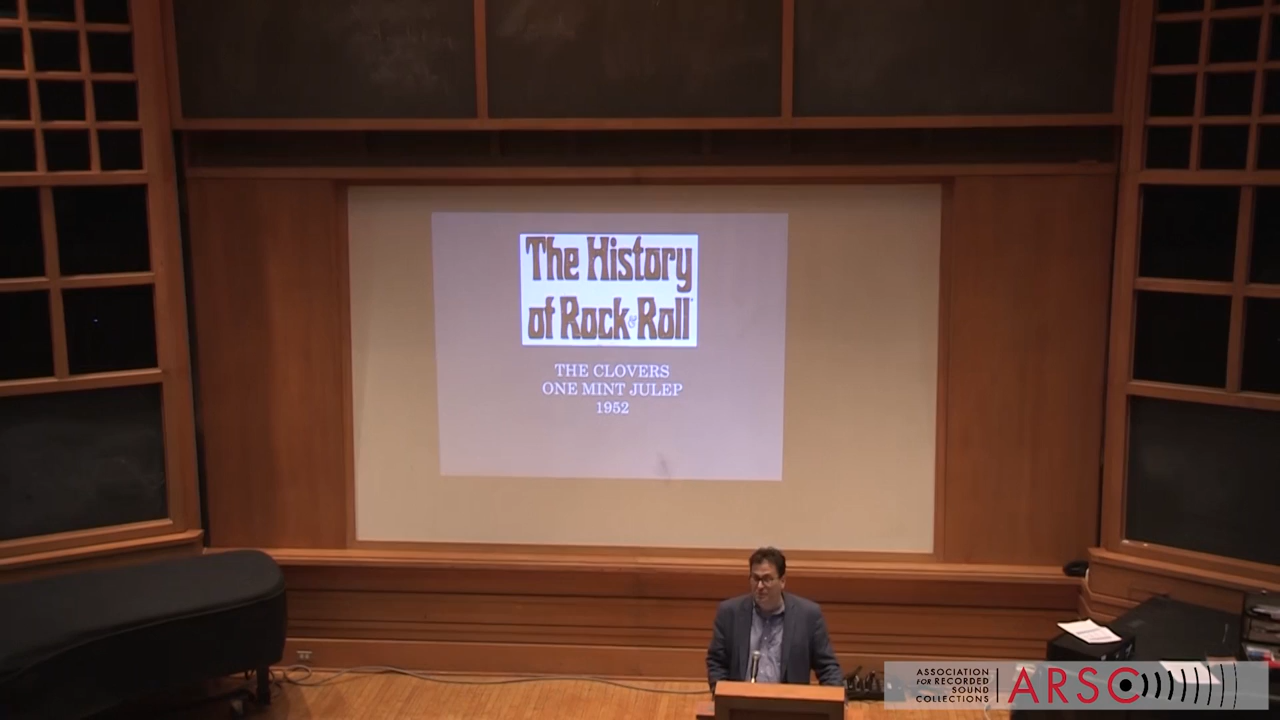 The History
of Rock & Roll
THE CLOVERS
ONE MINT JULEP
1952
ASSOCIATION
FOR RECORDED
SOUND
COLLECTIONS
ARSC